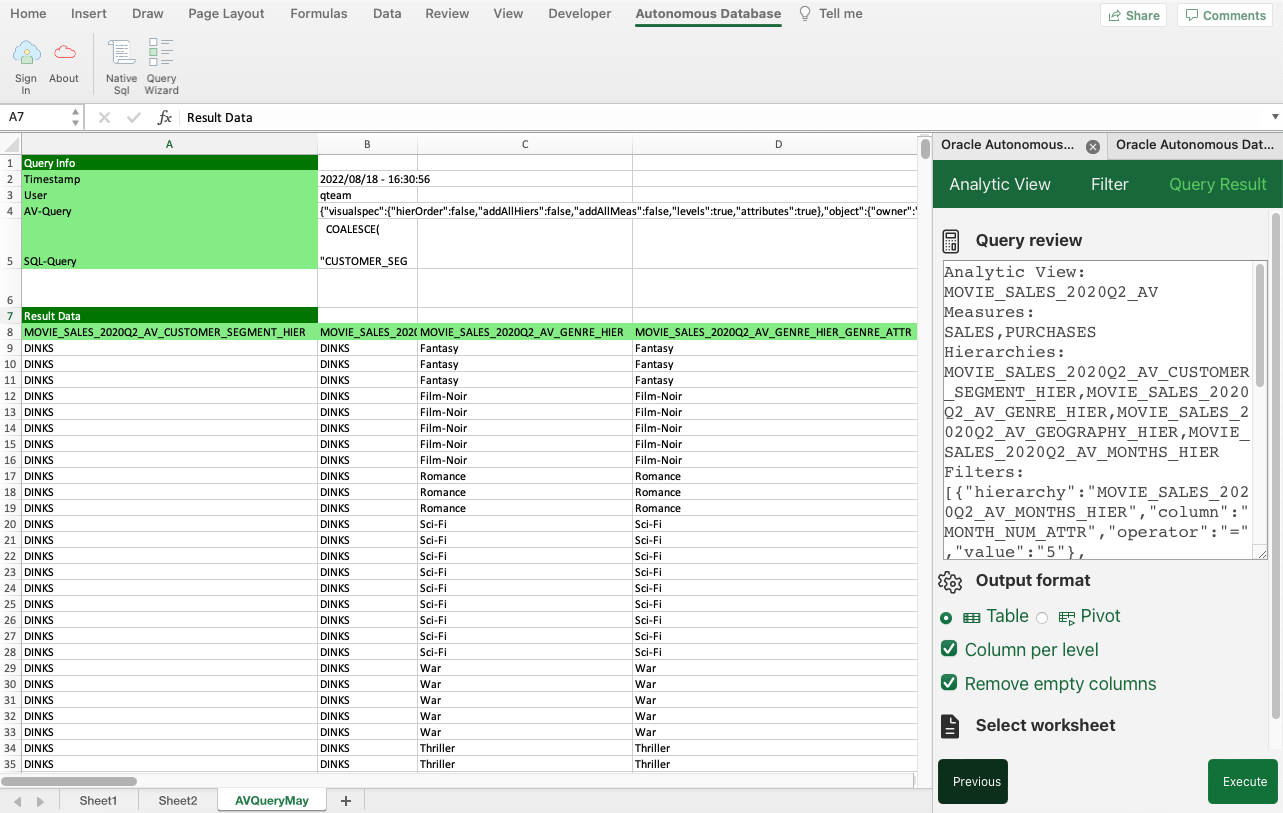 Home Insert Draw Page Layout Formulas Data Review View Developer Autonomous Database Tell me Share Comments
Sign In About Native Sql Query Wizard
A7 fx Result Data
A B C D
1 Query Info
2 Timestamp 2022/08/18 - 16:30:56
3 User qteam
4 AV-Query {"visualspec":{"hierOrder":false,"addAllHiers":false,"addAllMeas":false,"levels":true,"attributes":true},"object":{"owner":"
COALESCE(
5 SQL-Query "CUSTOMER_SEG
6
7 Result Data
8 MOVIE_SALES_2020Q2_AV_CUSTOMER_SEGMENT_HIER MOVIE_SALES_202( MOVIE_SALES_2020Q2_AV_GENRE_HIER MOVIE_SALES_2020Q2_AV_GENRE_HIER_GENRE_ATTR
9 DINKS DINKS Fantasy Fantasy
10 DINKS DINKS Fantasy Fantasy
11 DINKS DINKS Fantasy Fantasy
12 DINKS DINKS Film-Noir Film-Noir
13 DINKS DINKS Film-Noir Film-Noir
14 DINKS DINKS Film-Noir Film-Noir
15 DINKS DINKS Film-Noir Film-Noir
16 DINKS DINKS Film-Noir Film-Noir
17 DINKS DINKS Romance Romance
18 DINKS DINKS Romance Romance
19 DINKS DINKS Romance Romance
20 DINKS DINKS Sci-Fi Sci-Fi
21 DINKS DINKS Sci-Fi Sci-Fi
22 DINKS DINKS Sci-Fi Sci-Fi
23 DINKS DINKS Sci-Fi Sci-Fi
24 DINKS DINKS Sci-Fi Sci-Fi
25 DINKS DINKS Sci-Fi Sci-Fi
26 DINKS DINKS Sci-Fi Sci-Fi
27 DINKS DINKS Sci-Fi Sci-Fi
28 DINKS DINKS Sci-Fi Sci-Fi
29 DINKS DINKS War War
30 DINKS DINKS War War
31 DINKS DINKS War War
32 DINKS DINKS War War
33 DINKS DINKS War War
34 DINKS DINKS Thriller Thriller
35 DINKS DINKS Thriller Thriller
Sheet1 Sheet2 AVQueryMay +
Oracle Autonomous... Oracle Autonomous Dat...
Analytic View Filter Query Result
Query review
Analytic View:
MOVIE_SALES_2020Q2_AV
Measures:
SALES,PURCHASES
Hierarchies:
MOVIE_SALES_2020Q2_AV_CUSTOMER
_SEGMENT_HIER,MOVIE_SALES_2020
Q2_AV_GENRE_HIER,MOVIE_SALES_2
020Q2_AV_GEOGRAPHY_HIER,MOVIE_
SALES_2020Q2_AV_MONTHS_HIER
Filters:
[{"hierarchy":"MOVIE_SALES_202
0Q2_AV_MONTHS_HIER","column":"
MONTH_NUM_ATTR","operator":"="
,"value":"5"},
Output format
Table Pivot
Column per level
Remove empty columns
Select worksheet
Previous Execute